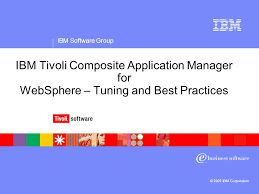 IBM Software Group
IBM
IBM Tivoli Composite Application Manager
for
WebSphere – Tuning and Best Practices
Tivoli software
e business software
© 2005 IBM Corporation